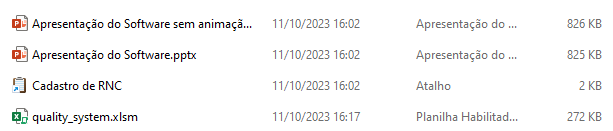 Apresentação do Software sem animaçã... 11/10/2023 16:02 Apresentação do ... 826 KB
Apresentação do Software.pptx 11/10/2023 16:02 Apresentação do ... 825 KB
Cadastro de RNC 11/10/2023 16:02 Atalho 2 KB
quality_system.xlsm 11/10/2023 16:17 Planilha Habilitad... 272 KB